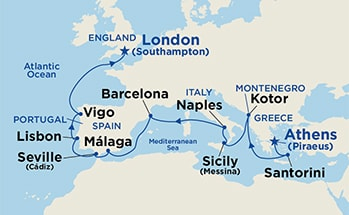 ENGLAND
London
(Southampton)
Atlantic
Ocean
Barcelona
ITALY
Naples
MONTENEGRO
Kotor
Vigo
PORTUGAL
SPAIN
GREECE
Lisbon
Málaga
Mediterranean
Sea
Athens
(Piraeus)
Seville
(Cádiz)
Sicily
(Messina)
Santorini